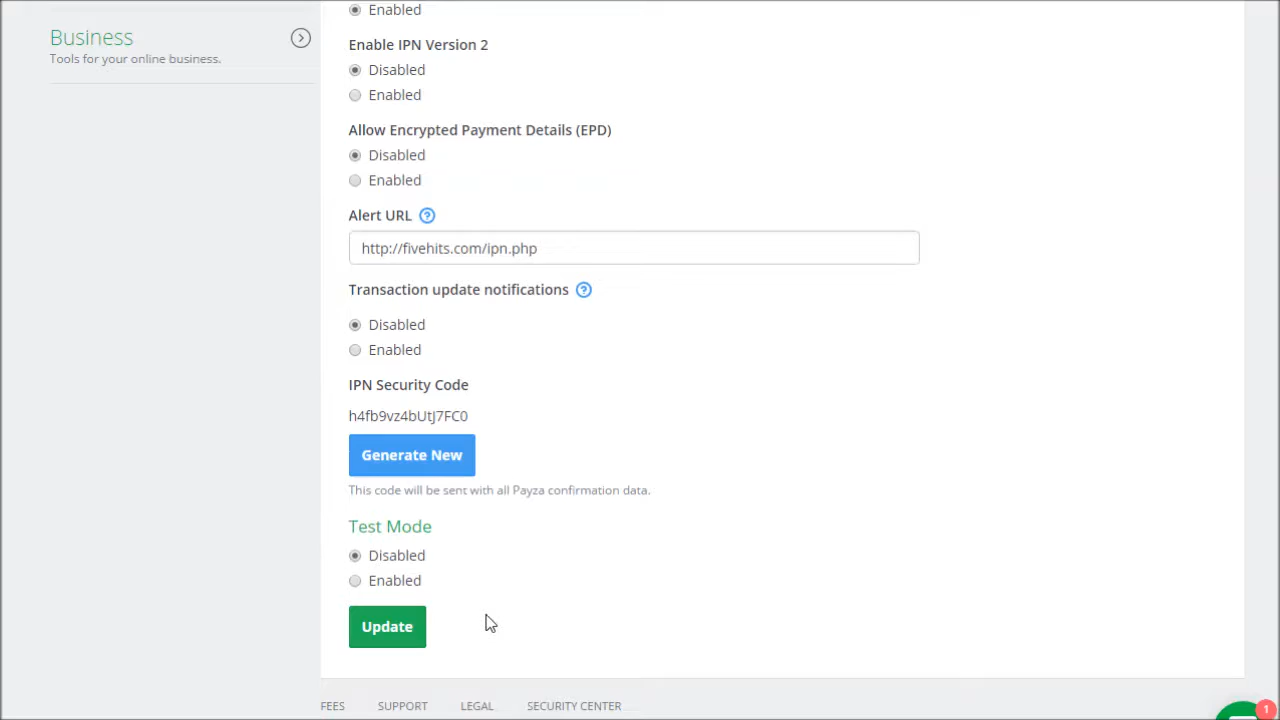 Business
Tools for your online business.
Enabled
Enable IPN Version 2
Disabled
Enabled
Allow Encrypted Payment Details (EPD)
Disabled
Enabled
Alert URL ?
http://fivehits.com/ipn.php
Transaction update notifications ?
Disabled
Enabled
IPN Security Code
h4fb9vz4bUtJ7FC0
Generate New
This code will be sent with all Payza confirmation data.
Test Mode
Disabled
Enabled
Update
FEES SUPPORT LEGAL SECURITY CENTER
1